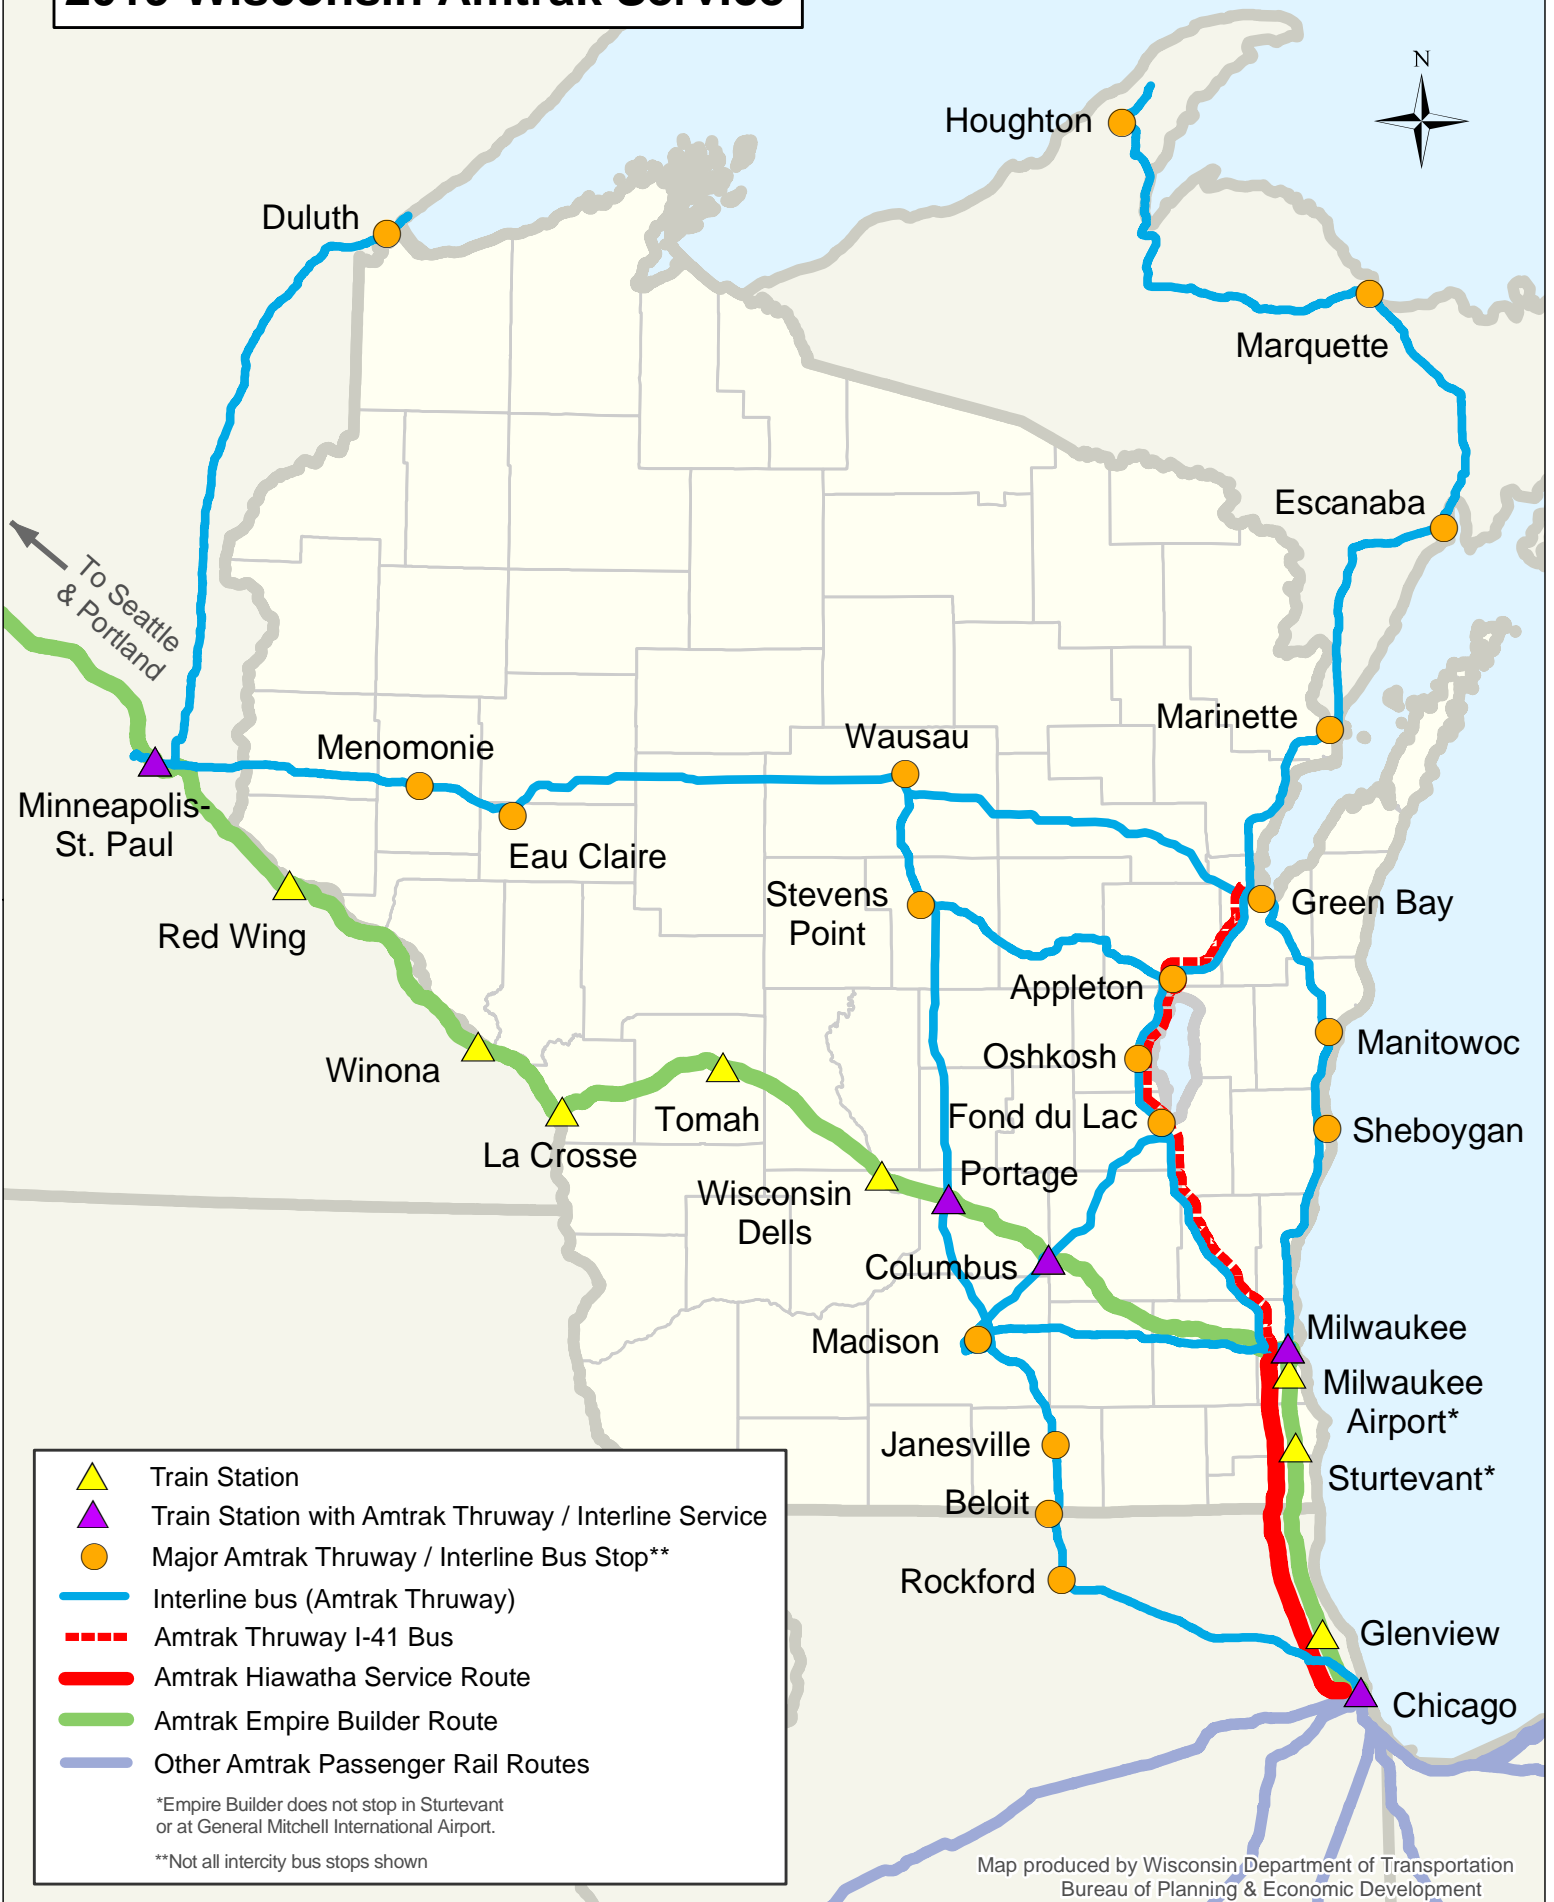 Wisconsin Amtrak Service
N
Houghton
Duluth
Marquette
Escanaba
To Seattle
& Portland
Marinette
Wausau
Menomonie
Minneapolis-
St. Paul
Eau Claire
Stevens
Point
Green Bay
Red Wing
Appleton
Manitowoc
Oshkosh
Winona
Fond du Lac
Tomah
Sheboygan
La Crosse
Portage
Wisconsin
Dells
Columbus
Milwaukee
Madison
Milwaukee
Airport*
Janesville
Sturtevant*
Beloit
Rockford
Glenview
Chicago
Train Station
Train Station with Amtrak Thruway / Interline Service
Major Amtrak Thruway / Interline Bus Stop**
Interline bus (Amtrak Thruway)
Amtrak Thruway I-41 Bus
Amtrak Hiawatha Service Route
Amtrak Empire Builder Route
Other Amtrak Passenger Rail Routes
*Empire Builder does not stop in Sturtevant
or at General Mitchell International Airport.
**Not all intercity bus stops shown
Map produced by Wisconsin Department of Transportation
Bureau of Planning & Economic Development